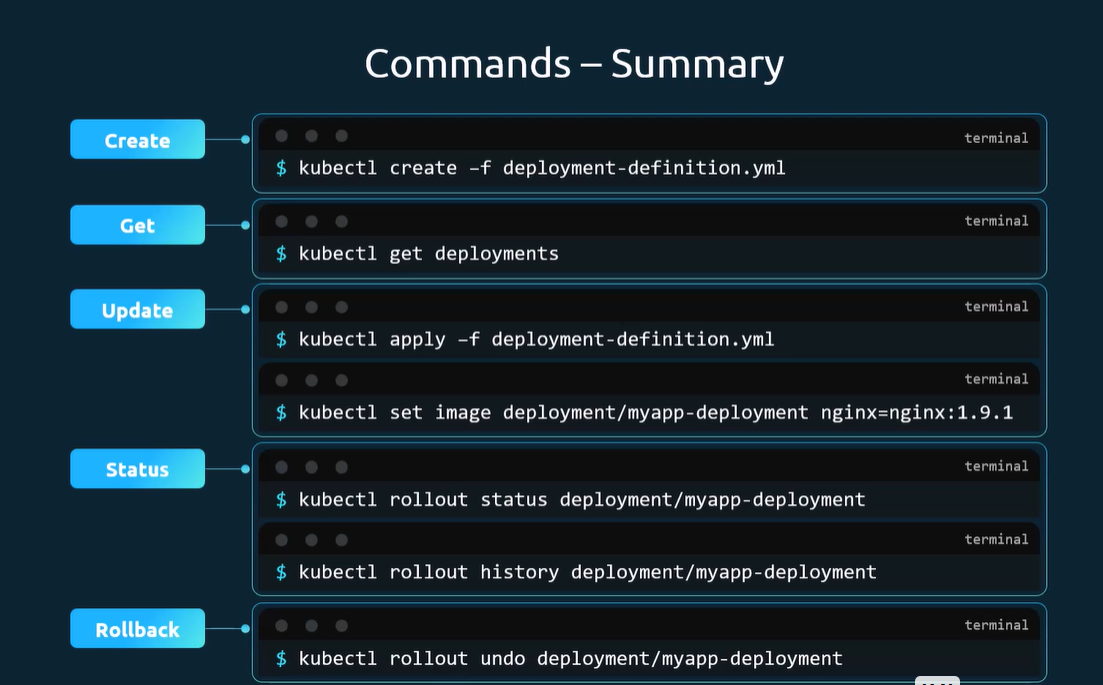 Commands – Summary
Create
terminal
$ kubectl create –f deployment-definition.yml
Get
terminal
$ kubectl get deployments
Update
terminal
$ kubectl apply –f deployment-definition.yml
terminal
$ kubectl set image deployment/myapp-deployment nginx=nginx:1.9.1
Status
terminal
$ kubectl rollout status deployment/myapp-deployment
terminal
$ kubectl rollout history deployment/myapp-deployment
Rollback
terminal
$ kubectl rollout undo deployment/myapp-deployment